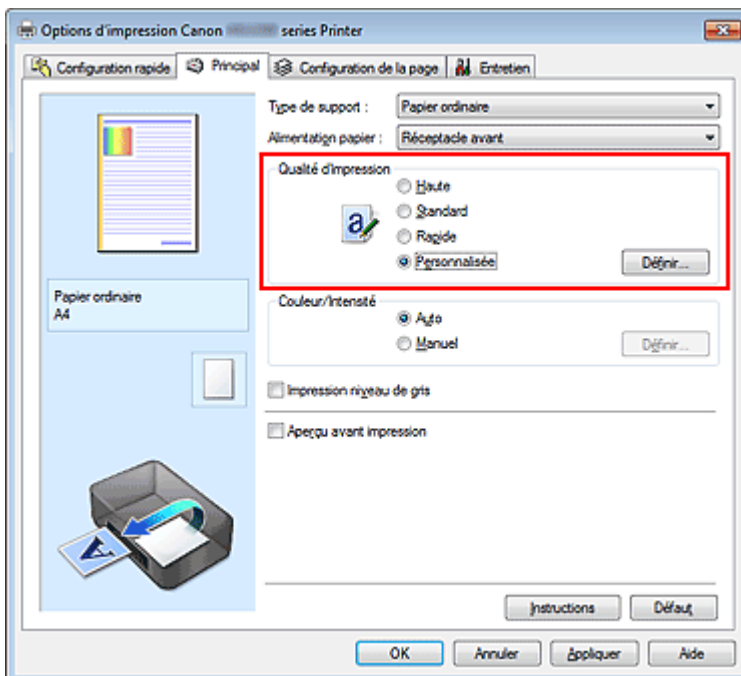 Options d'impression Canon series Printer
Configuration rapide Principal Configuration de la page Entretien
Type de support : Papier ordinaire
Alimentation papier : Réceptacle avant
Qualité d'impression
Haute
Standard
a
Rapide
Personnalisée Définir...
Papier ordinaire
A4
Couleur/Intensité
Auto
Manuel Définir...
Impression niveau de gris
Aperçu avant impression
A
Instructions Défaut
OK Annuler Appliquer Aide